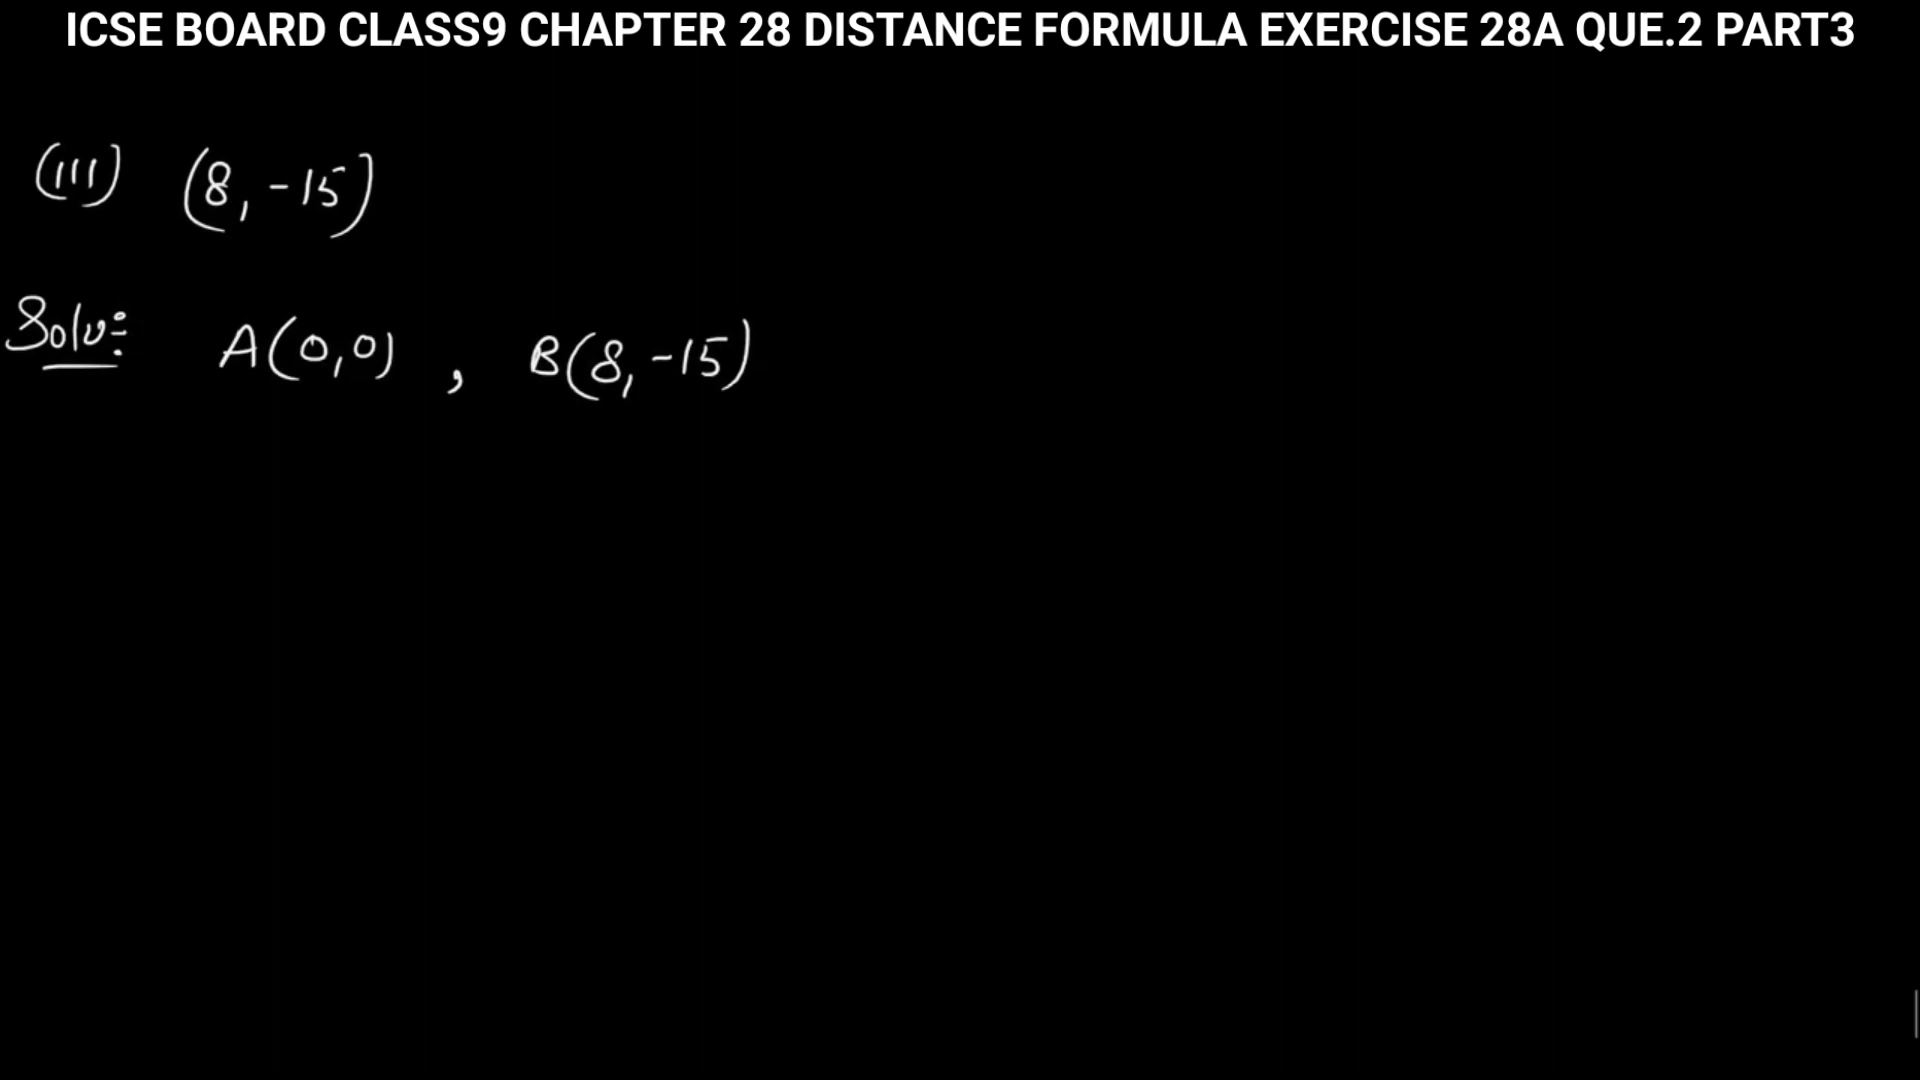 ICSE BOARD CLASS9 CHAPTER 28 DISTANCE FORMULA EXERCISE 28A QUE.2 PART3
(111) (8, -15)
Solu:- A(0,0) , B(8, -15)